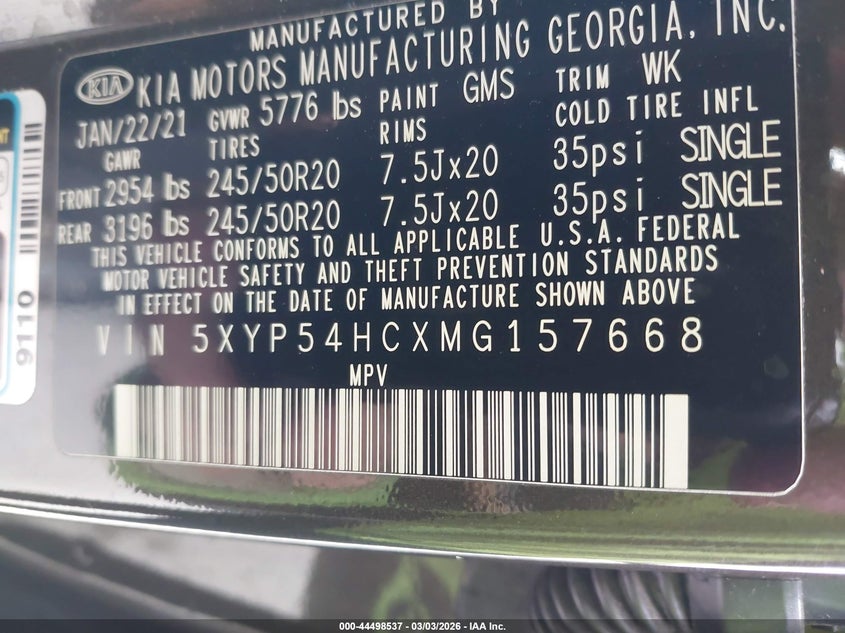 MANUFACTURED BY
KIA KIA MOTORS MANUFACTURING GEORGIA, INC.
JAN/22/21 GVWR 5776 lbs PAINT GMS TRIM WK
GAWR TIRES RIMS COLD TIRE INFL
FRONT 2954 lbs 245/50R20 7.5Jx20 35psi SINGLE
REAR 3196 lbs 245/50R20 7.5Jx20 35psi SINGLE
THIS VEHICLE CONFORMS TO ALL APPLICABLE U.S.A. FEDERAL
MOTOR VEHICLE SAFETY AND THEFT PREVENTION STANDARDS
IN EFFECT ON THE DATE OF MANUFACTURE SHOWN ABOVE
VIN 5XYP54HCXMG157668
MPV
9110
000-44498537 - 03/03/2026 - IAA Inc.